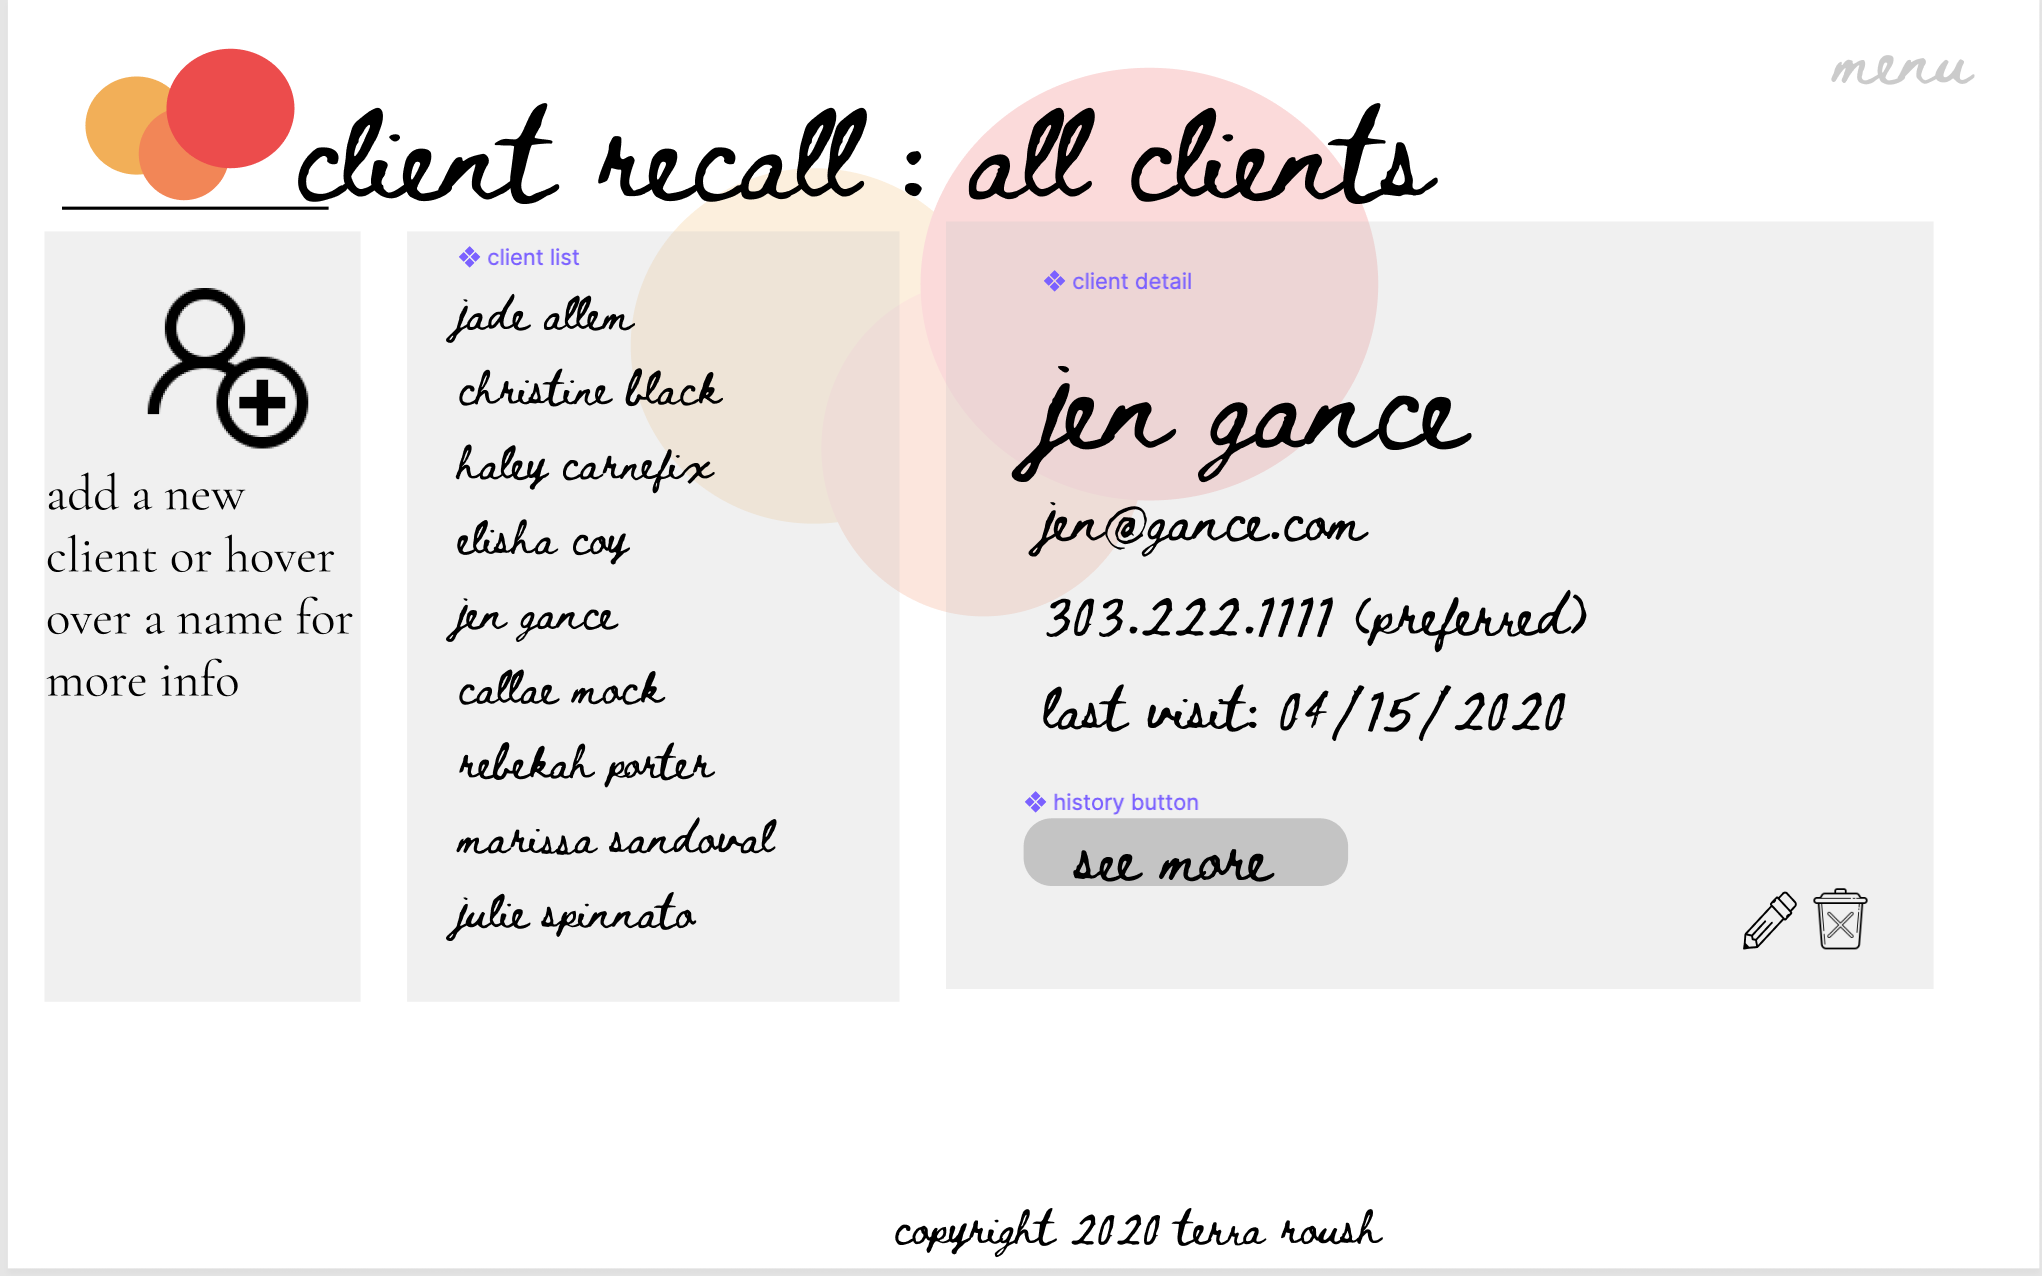 menu
client recall : all clients
add a new
client or hover
over a name for
more info
client list
jade allem
christine black
haley carnefix
elisha coy
jen gance
callae mock
rebekah porter
marissa sandoval
julie spinnato
client detail
jen gance
jen@gance.com
303.222.1111 (preferred)
last visit: 04/15/2020
history button
see more
copyright 2020 terra roush